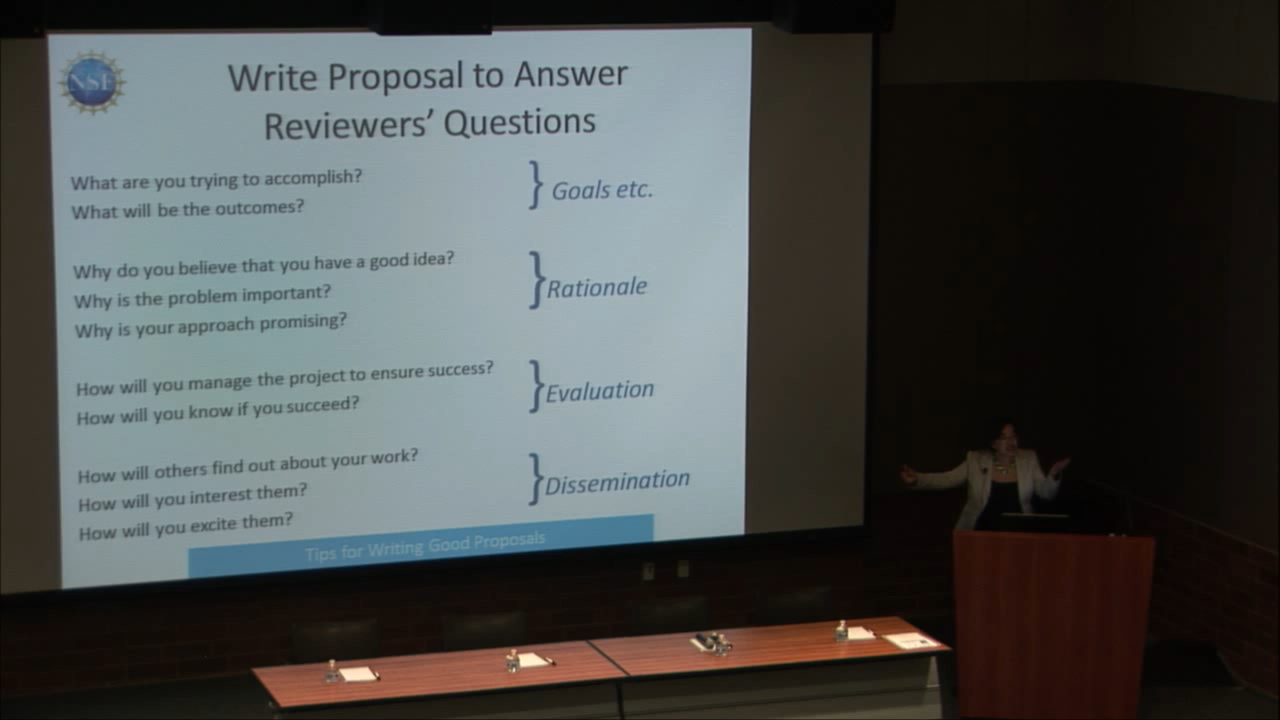 NSF
Write Proposal to Answer
Reviewers' Questions
What are you trying to accomplish?
What will be the outcomes?
} Goals etc.
Why do you believe that you have a good idea?
Why is the problem important?
Why is your approach promising?
} Rationale
How will you manage the project to ensure success?
How will you know if you succeed?
} Evaluation
How will others find out about your work?
How will you interest them?
How will you excite them?
} Dissemination
Tips for Writing Good Proposals